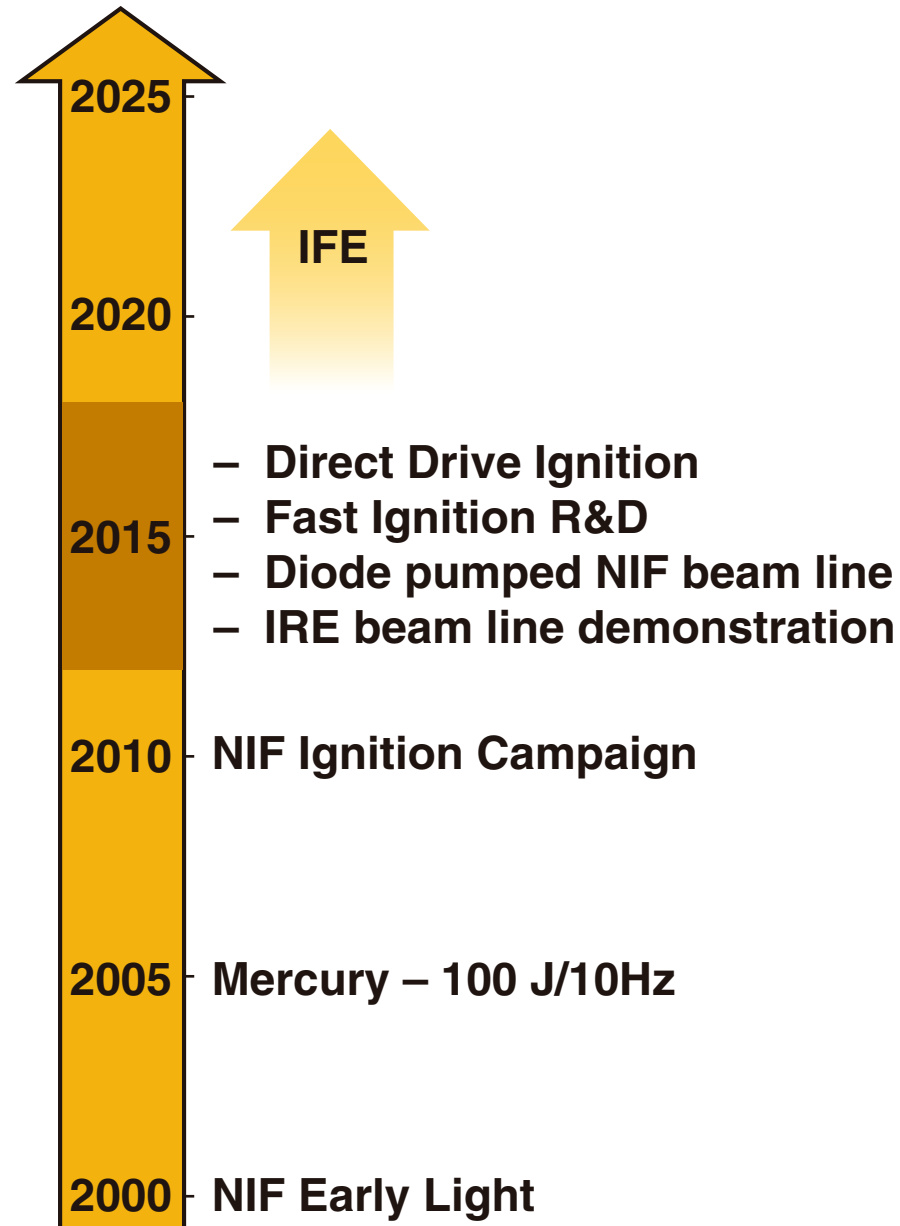 2025
IFE
2020
– Direct Drive Ignition
– Fast Ignition R&D
2015
– Diode pumped NIF beam line
– IRE beam line demonstration
2010 NIF Ignition Campaign
2005 Mercury – 100 J/10Hz
2000 NIF Early Light